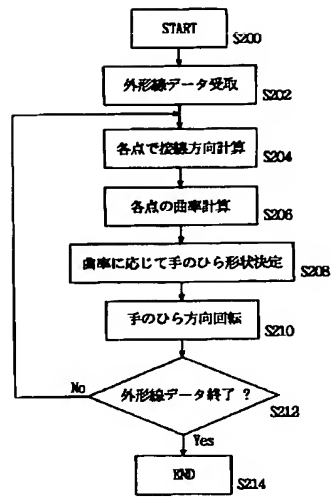 START
S200
外形線データ受取
S202
各点で接線方向計算
S204
各点の曲率計算
S206
曲率に応じて手のひら形状決定
S208
手のひら方向回転
S210
No
外形線データ終了 ?
S212
Yes
END
S214